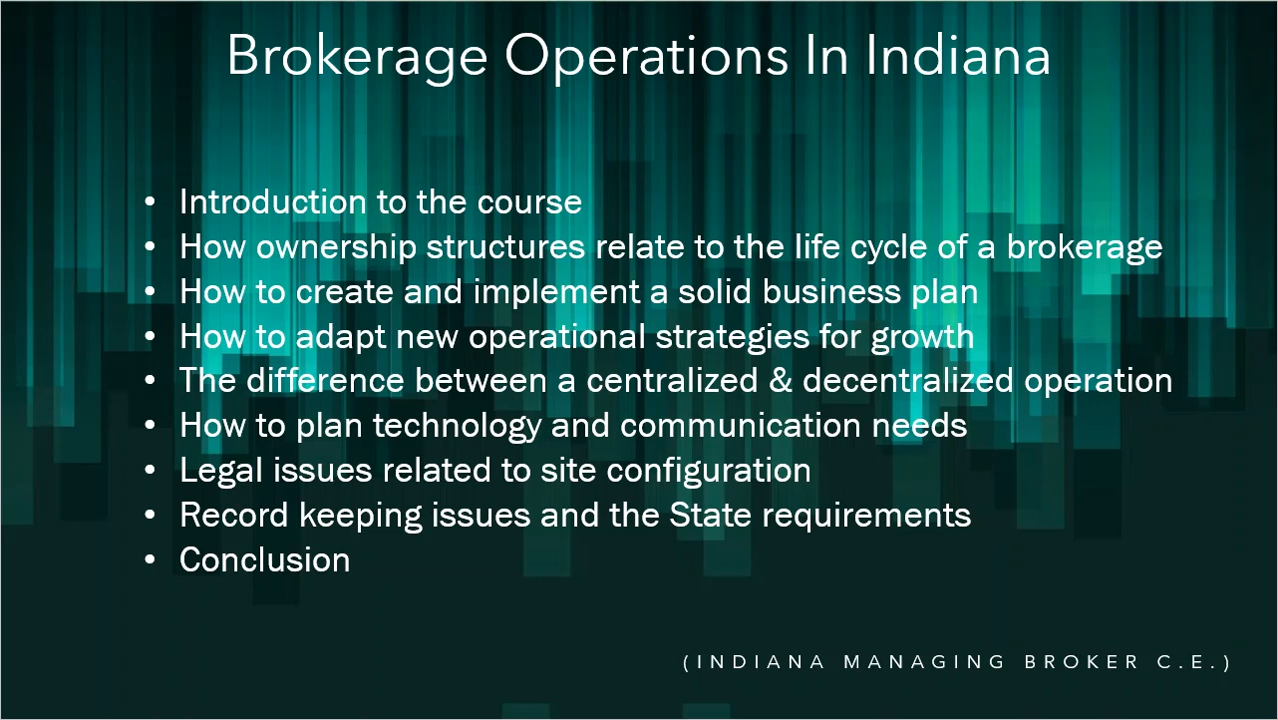 Brokerage Operations In Indiana
• Introduction to the course
• How ownership structures relate to the life cycle of a brokerage
• How to create and implement a solid business plan
• How to adapt new operational strategies for growth
• The difference between a centralized & decentralized operation
• How to plan technology and communication needs
• Legal issues related to site configuration
• Record keeping issues and the State requirements
• Conclusion
(INDIANA MANAGING BROKER C.E.)